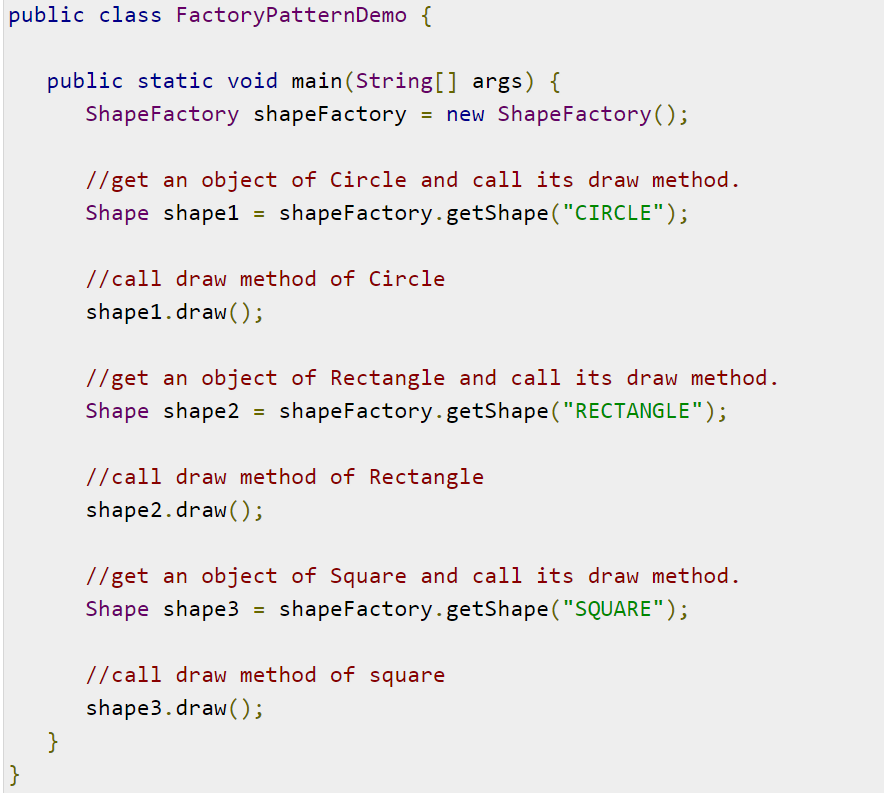 public class FactoryPatternDemo {
public static void main(String[] args) {
ShapeFactory shapeFactory = new ShapeFactory();
//get an object of Circle and call its draw method.
Shape shape1 = shapeFactory.getShape("CIRCLE");
//call draw method of Circle
shape1.draw();
//get an object of Rectangle and call its draw method.
Shape shape2 = shapeFactory.getShape("RECTANGLE");
//call draw method of Rectangle
shape2.draw();
//get an object of Square and call its draw method.
Shape shape3 = shapeFactory.getShape("SQUARE");
//call draw method of square
shape3.draw();
}
}